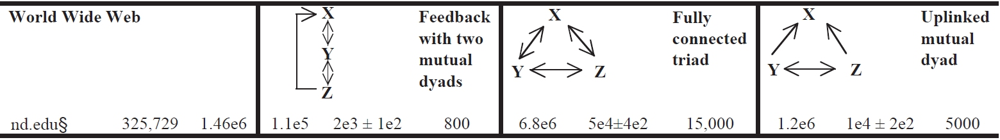 World Wide Web
X
Y
Z
Feedback
with two
mutual
dyads
X
Y
Z
Fully
connected
triad
X
Y
Z
Uplinked
mutual
dyad
nd.edu§ 325,729 1.46e6 1.1e5 2e3 ± 1e2 800 6.8e6 5e4±4e2 15,000 1.2e6 1e4 ± 2e2 5000